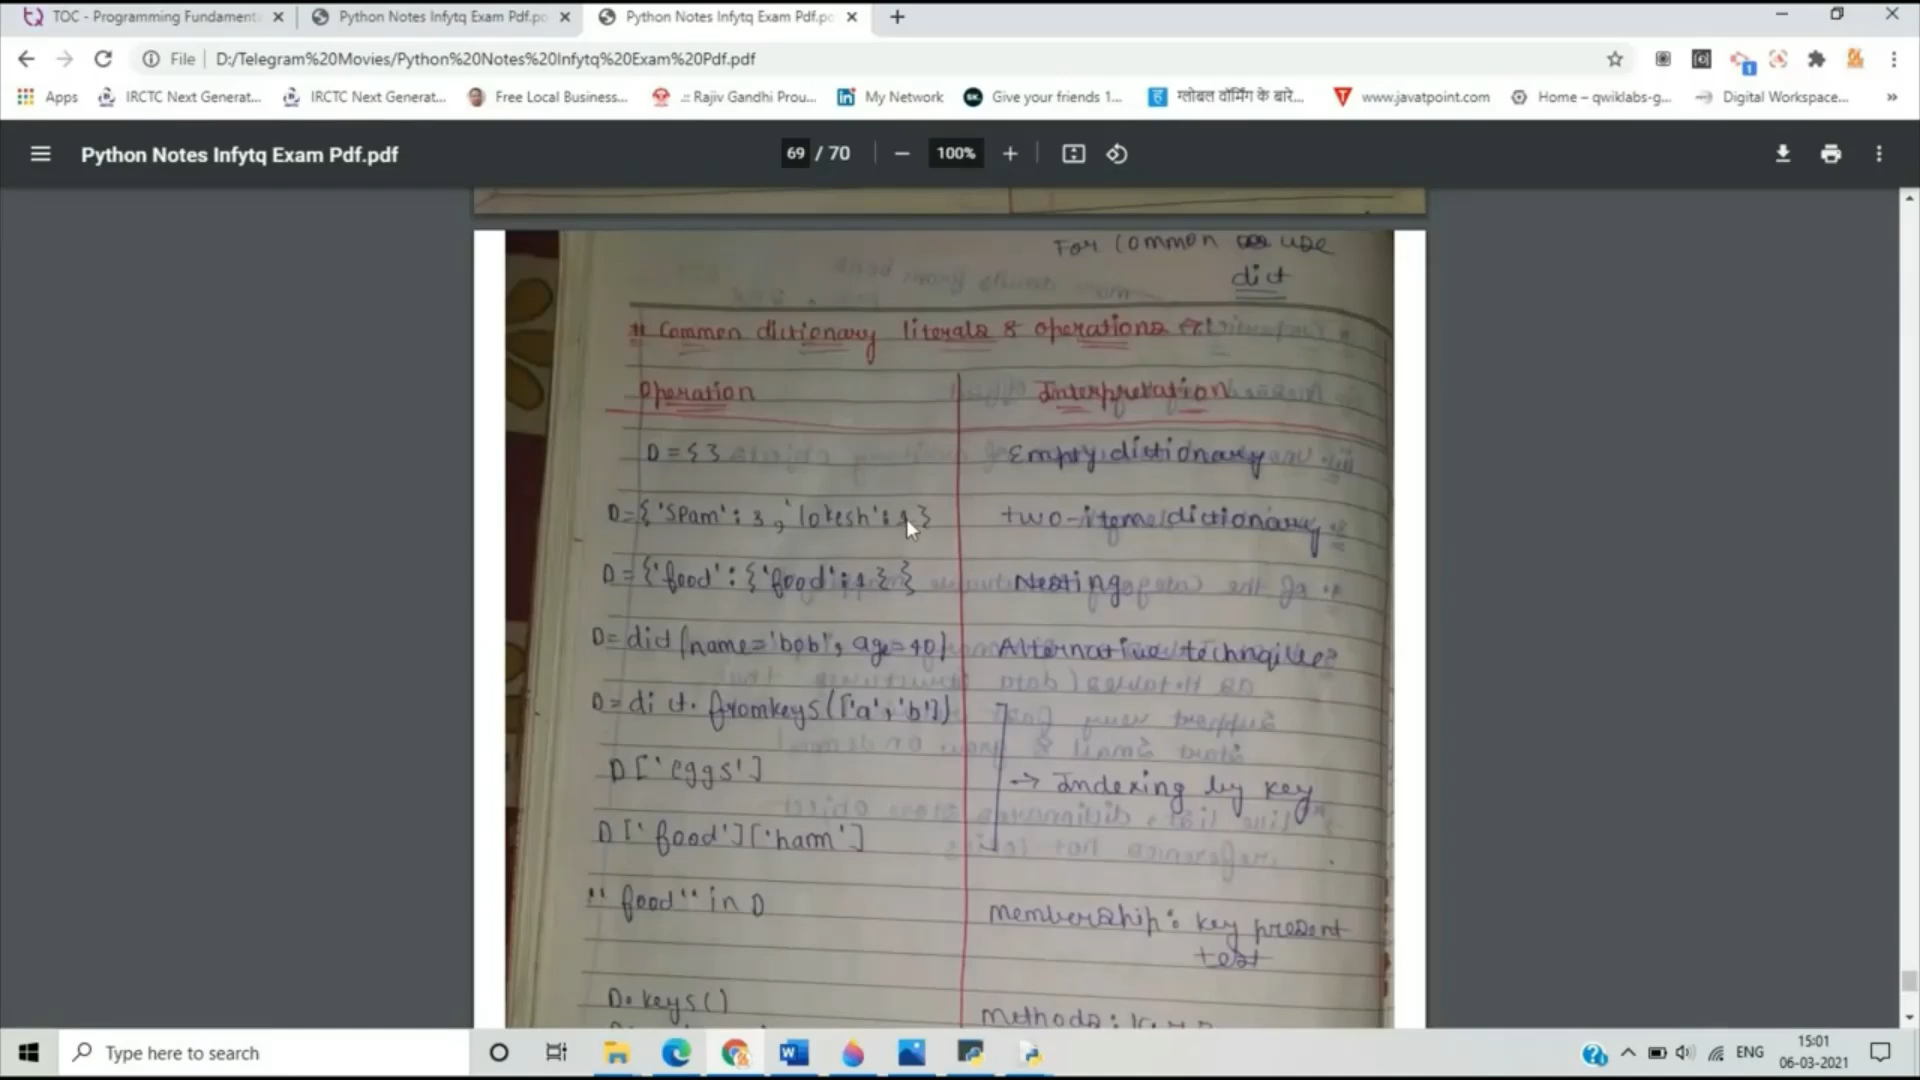 TOC - Programming Fundament
Python Notes Infytq Exam Pdf.po
Python Notes Infytq Exam Pdf.po
File D:/Telegram%20Movies/Python%20Notes%20Infytq%20Exam%20Pdf.pdf
Apps IRCTC Next Generat... IRCTC Next Generat... Free Local Business... .:: Rajiv Gandhi Prou... My Network Give your friends 1... ग्लोबल वॉर्मिंग के बारे... www.javatpoint.com Home – qwiklabs-g... Digital Workspace... »
Python Notes Infytq Exam Pdf.pdf 69 / 70 100%
For Common use
dict
# Common dictionary literals & operations
Operation Interpretation
D = {} Empty dictionary
D = {'Spam': 3, 'lokesh': 1} two-item dictionary
D = {'food': {'food': 1}} Nesting
D = dict(name='bob', age=40) Alternative techniques
D = dict.fromkeys(['a', 'b'])
D['eggs']
→ Indexing by key
D['food']['ham']
"food" in D membership: key present
test
D.keys()
methods:
Type here to search
ENG
15:01
06-03-2021